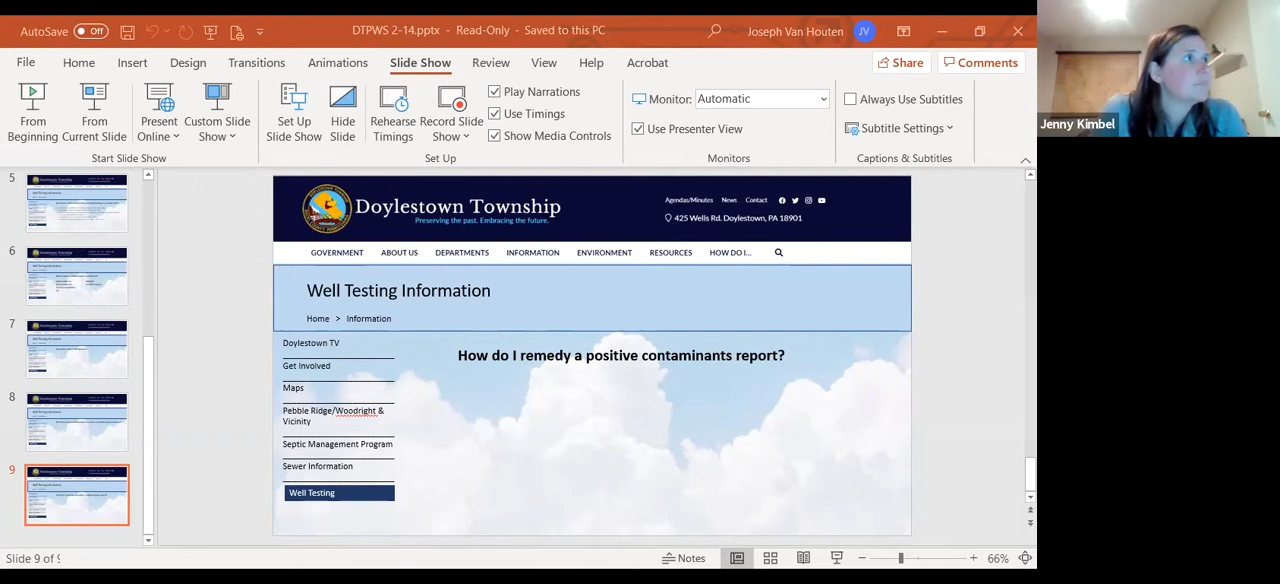 AutoSave Off DTPWS 2-14.pptx - Read-Only - Saved to this PC Joseph Van Houten JV
File Home Insert Design Transitions Animations Slide Show Review View Help Acrobat Share Comments
From Beginning
From Current Slide
Present Online
Custom Slide Show
Start Slide Show
Set Up Slide Show
Hide Slide
Rehearse Timings
Record Slide Show
Play Narrations
Use Timings
Show Media Controls
Set Up
Monitor: Automatic
Use Presenter View
Monitors
Always Use Subtitles
Subtitle Settings
Captions & Subtitles
Jenny Kimbel
5
6
7
8
9
Doylestown Township
Preserving the past. Embracing the future.
Agendas/Minutes News Contact
425 Wells Rd. Doylestown, PA 18901
GOVERNMENT ABOUT US DEPARTMENTS INFORMATION ENVIRONMENT RESOURCES HOW DO I...
Well Testing Information
Home > Information
Doylestown TV
Get Involved
Maps
Pebble Ridge/Woodright &
Vicinity
Septic Management Program
Sewer Information
Well Testing
How do I remedy a positive contaminants report?
Slide 9 of 9
Notes
66%